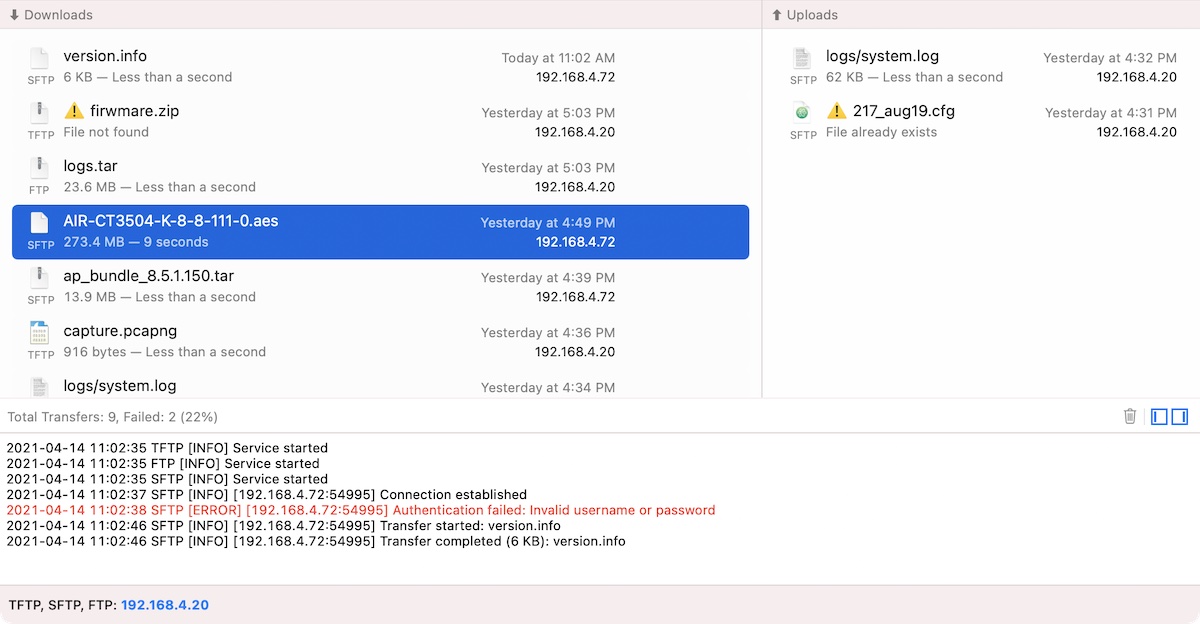 Downloads
version.info Today at 11:02 AM
SFTP 6 KB — Less than a second 192.168.4.72
firwmare.zip Yesterday at 5:03 PM
TFTP File not found 192.168.4.20
logs.tar Yesterday at 5:03 PM
FTP 23.6 MB — Less than a second 192.168.4.20
AIR-CT3504-K-8-8-111-0.aes Yesterday at 4:49 PM
SFTP 273.4 MB — 9 seconds 192.168.4.72
ap_bundle_8.5.1.150.tar Yesterday at 4:39 PM
SFTP 13.9 MB — Less than a second 192.168.4.72
capture.pcapng Yesterday at 4:36 PM
TFTP 916 bytes — Less than a second 192.168.4.20
logs/system.log Yesterday at 4:34 PM
Uploads
logs/system.log Yesterday at 4:32 PM
SFTP 62 KB — Less than a second 192.168.4.20
217_aug19.cfg Yesterday at 4:31 PM
SFTP File already exists 192.168.4.20
Total Transfers: 9, Failed: 2 (22%)
2021-04-14 11:02:35 TFTP [INFO] Service started
2021-04-14 11:02:35 FTP [INFO] Service started
2021-04-14 11:02:35 SFTP [INFO] Service started
2021-04-14 11:02:37 SFTP [INFO] [192.168.4.72:54995] Connection established
2021-04-14 11:02:38 SFTP [ERROR] [192.168.4.72:54995] Authentication failed: Invalid username or password
2021-04-14 11:02:46 SFTP [INFO] [192.168.4.72:54995] Transfer started: version.info
2021-04-14 11:02:46 SFTP [INFO] [192.168.4.72:54995] Transfer completed (6 KB): version.info
TFTP, SFTP, FTP: 192.168.4.20